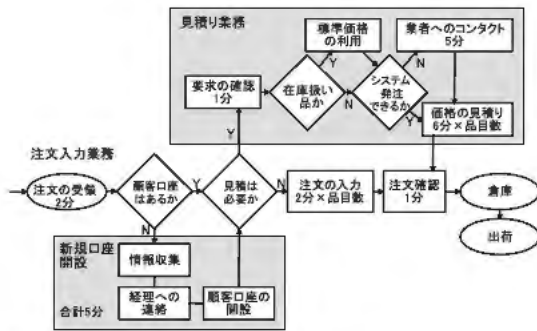 見積り業務
標準価格
の利用
業者へのコンタクト
5分
Y
N
要求の確認
1分
在庫扱い
品か
N
システム
発注
できるか
Y
価格の見積り
6分×品目数
Y
注文入力業務
注文の受領
2分
顧客口座
はあるか
Y
見積は
必要か
N
注文の入力
2分×品目数
注文確認
1分
倉庫
出荷
N
新規口座
開設
情報収集
経理への
連絡
顧客口座の
開設
合計5分